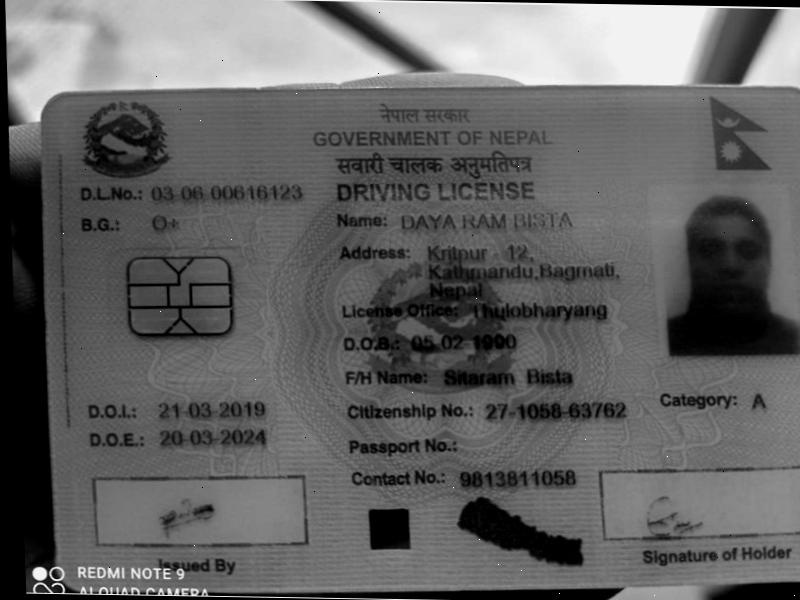 नेपाल सरकार
GOVERNMENT OF NEPAL
सवारी चालक अनुमतिपत्र
D.L.No.: 03-06-00616123 DRIVING LICENSE
B.G.: O+ Name: DAYA RAM BISTA
Address: Kritpur - 12,
Kathmandu,Bagmati,
Nepal
License Office: Thulobharyang
D.O.B.: 05-02-1990
F/H Name: Sitaram Bista
D.O.I.: 21-03-2019 Citizenship No.: 27-1058-63762 Category: A
D.O.E.: 20-03-2024 Passport No.:
Contact No.: 9813811058
Issued By Signature of Holder
REDMI NOTE 9
AI QUAD CAMERA